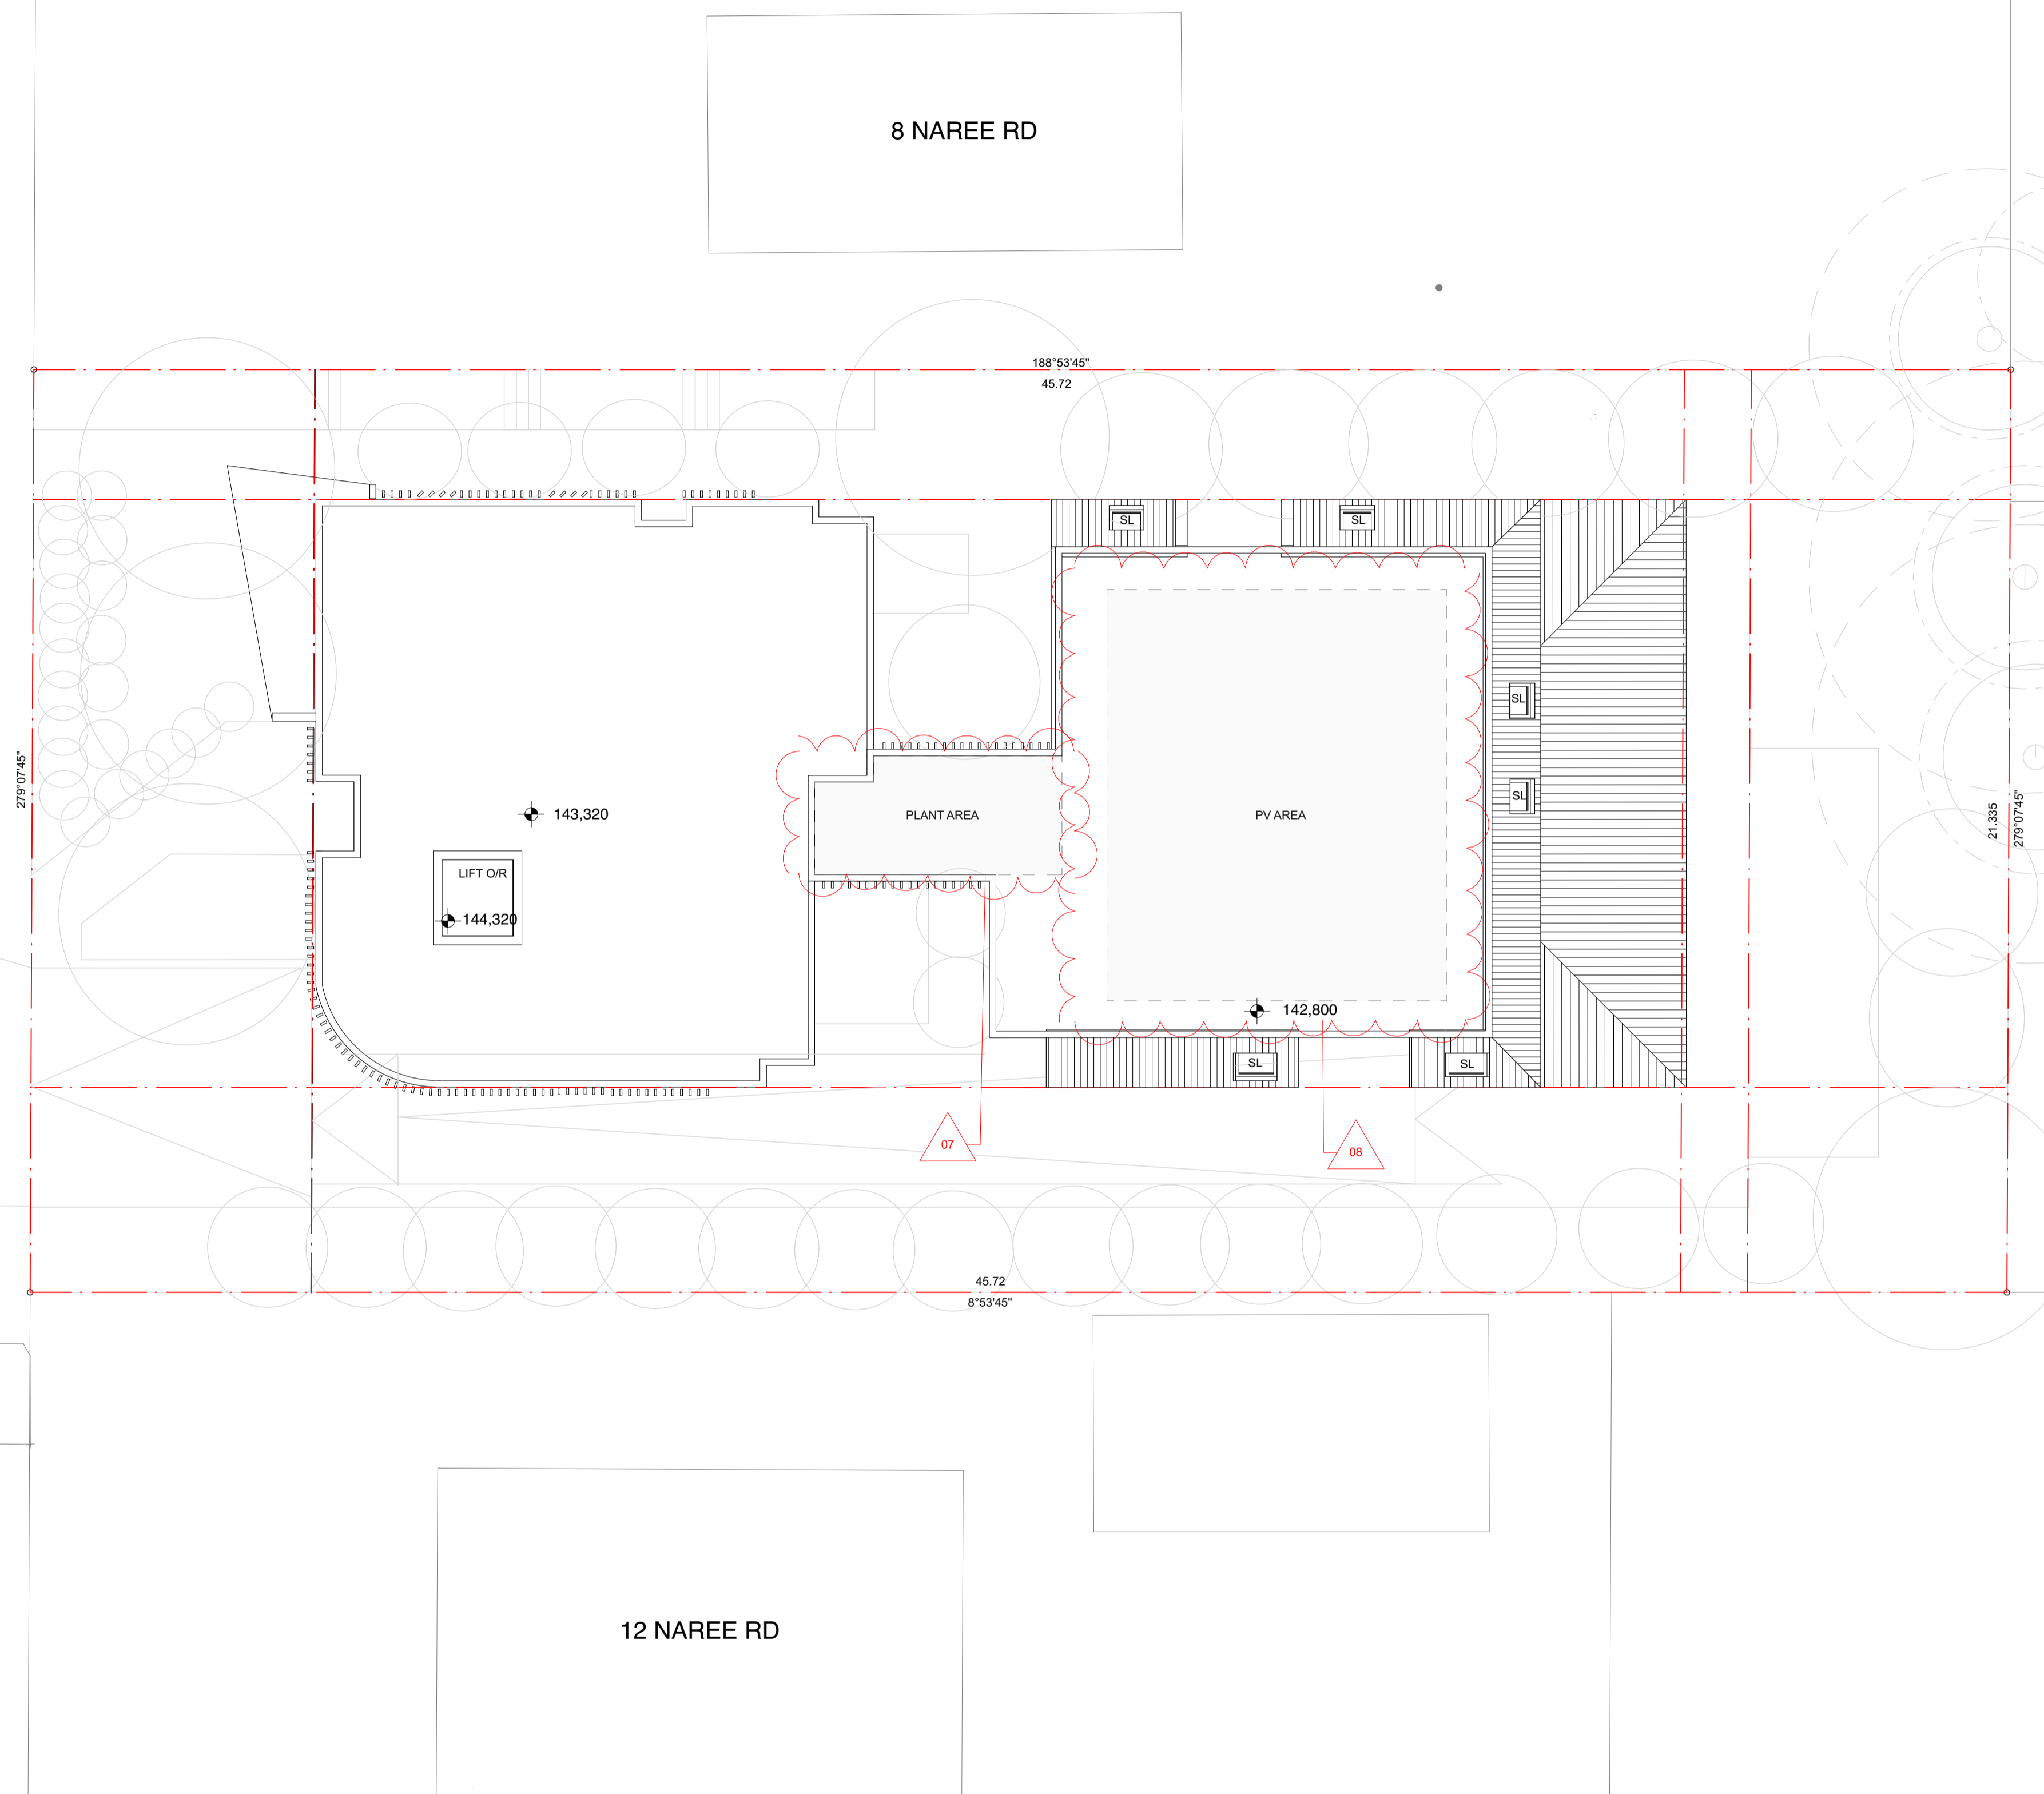 8 NAREE RD
188°53'45"
45.72
SL
SL
SL
279°07'45"
143,320
PLANT AREA
PV AREA
SL
21.335
279°07'45"
LIFT O/R
144,320
142,800
SL
SL
07
08
45.72
8°53'45"
12 NAREE RD